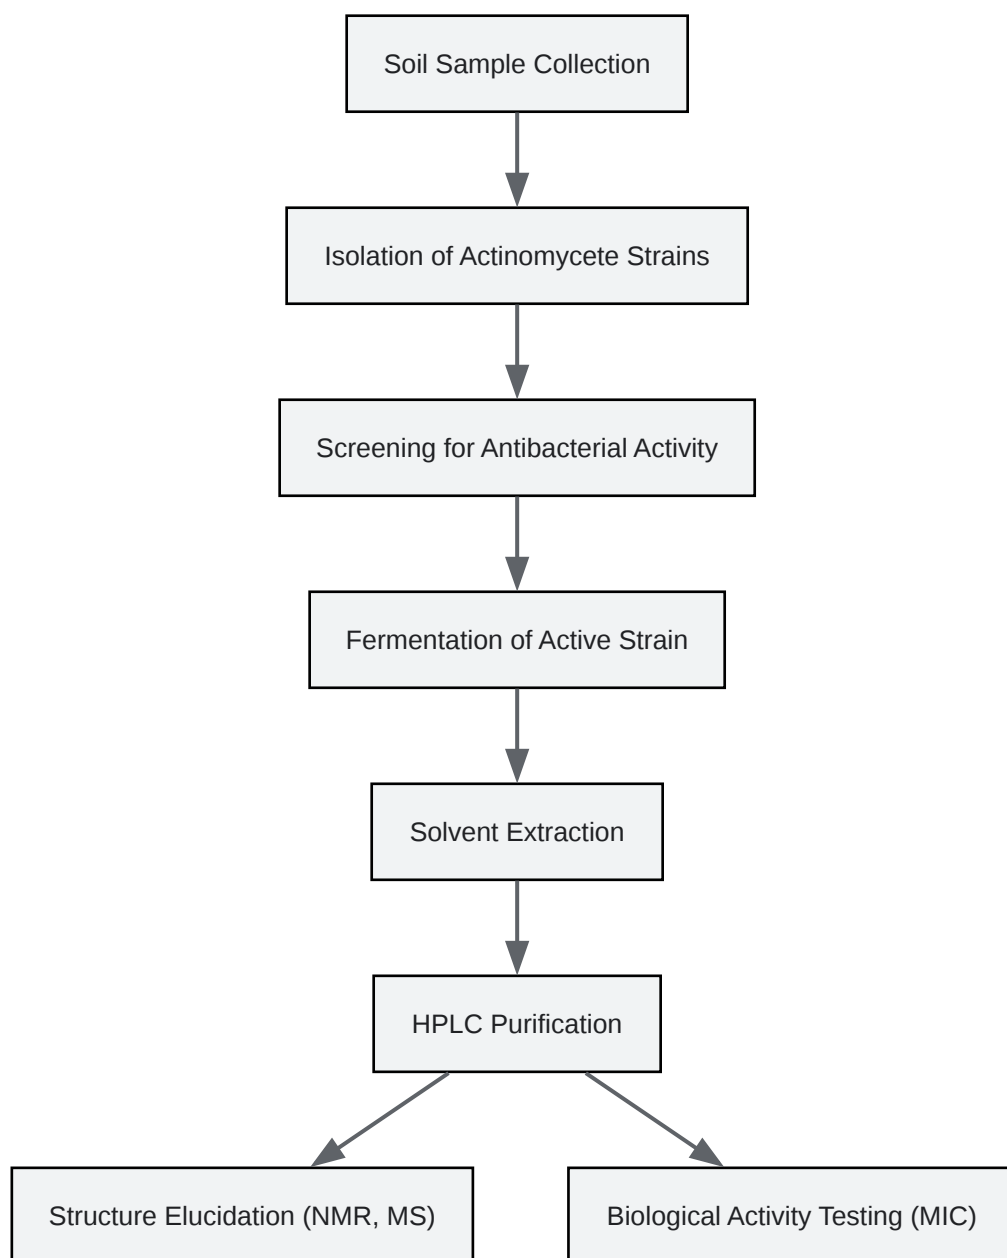 Soil Sample Collection
Isolation of Actinomycete Strains
Screening for Antibacterial Activity
Fermentation of Active Strain
Solvent Extraction
HPLC Purification
Structure Elucidation (NMR, MS)
Biological Activity Testing (MIC)